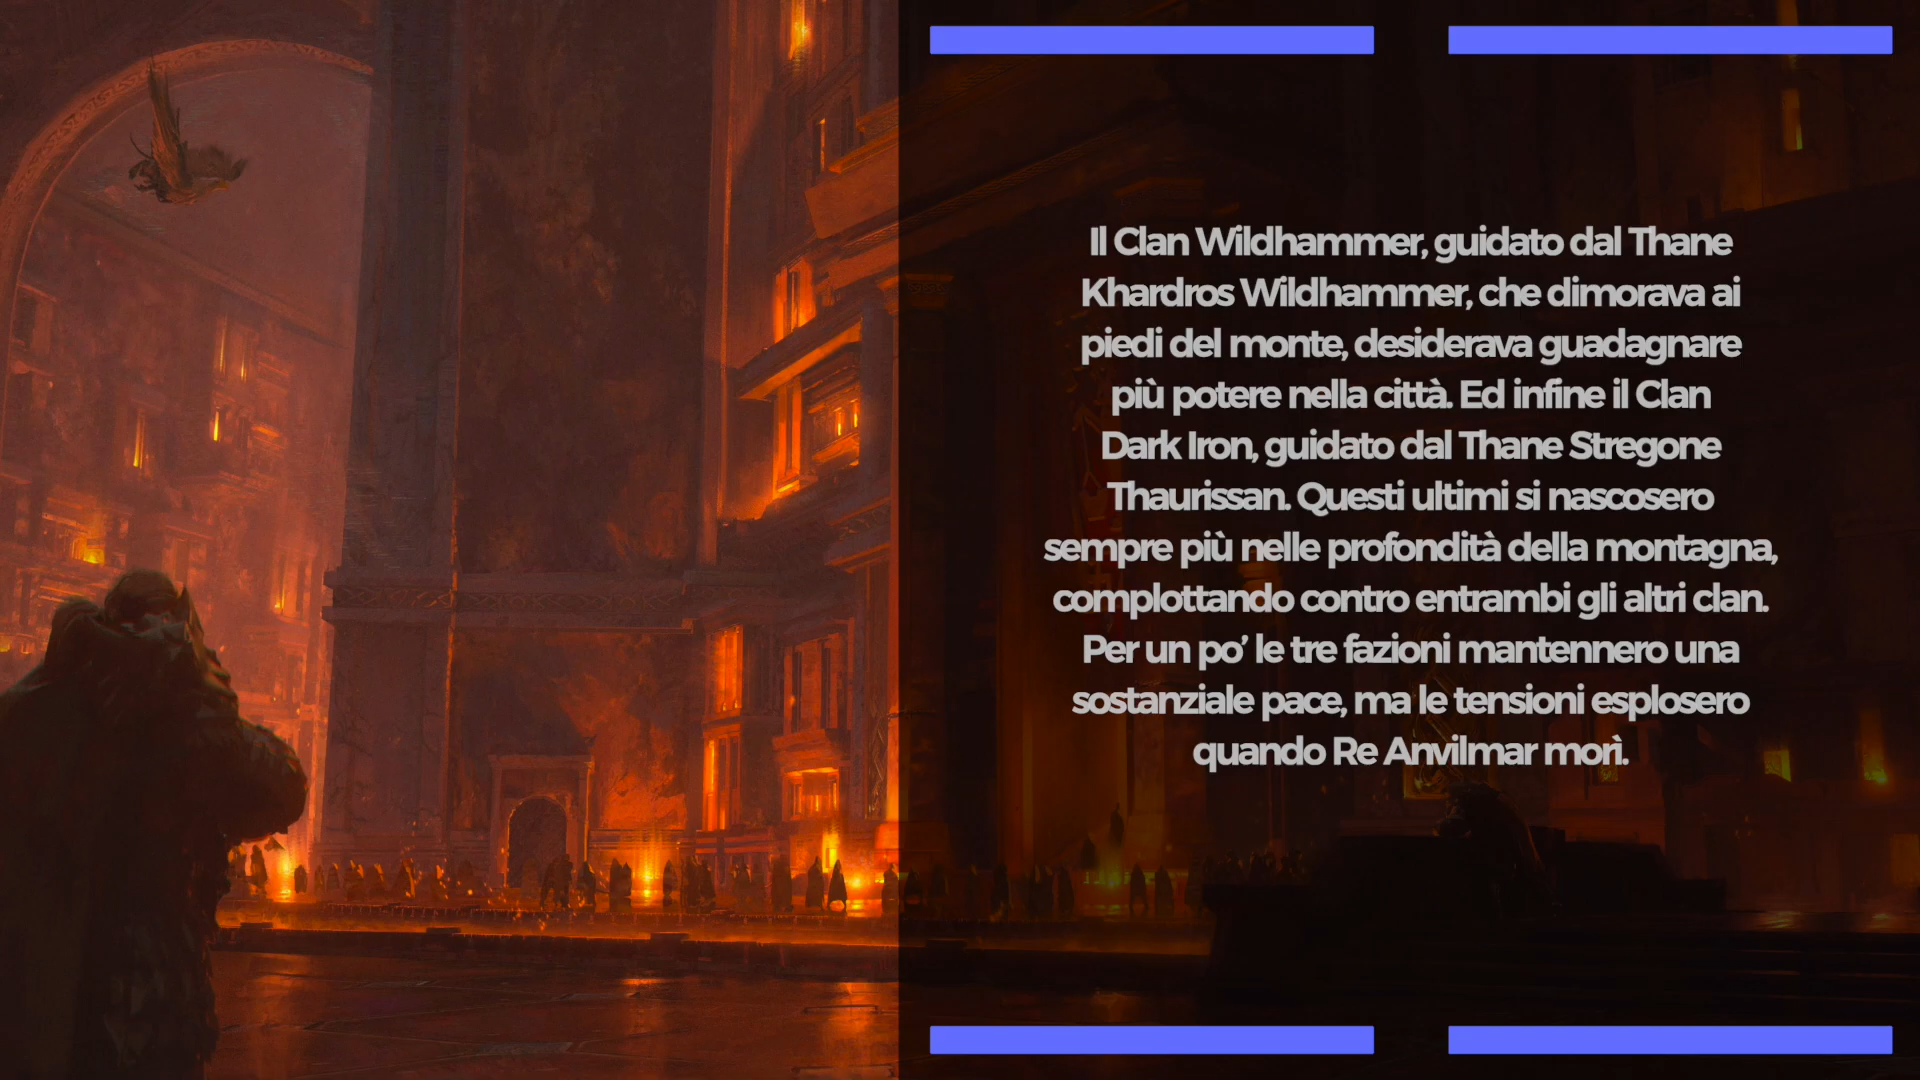 Il Clan Wildhammer, guidato dal Thane
Khardros Wildhammer, che dimorava ai
piedi del monte, desiderava guadagnare
più potere nella città. Ed infine il Clan
Dark Iron, guidato dal Thane Stregone
Thaurissan. Questi ultimi si nascosero
sempre più nelle profondità della montagna,
complottando contro entrambi gli altri clan.
Per un po’ le tre fazioni mantennero una
sostanziale pace, ma le tensioni esplosero
quando Re Anvilmar morì.